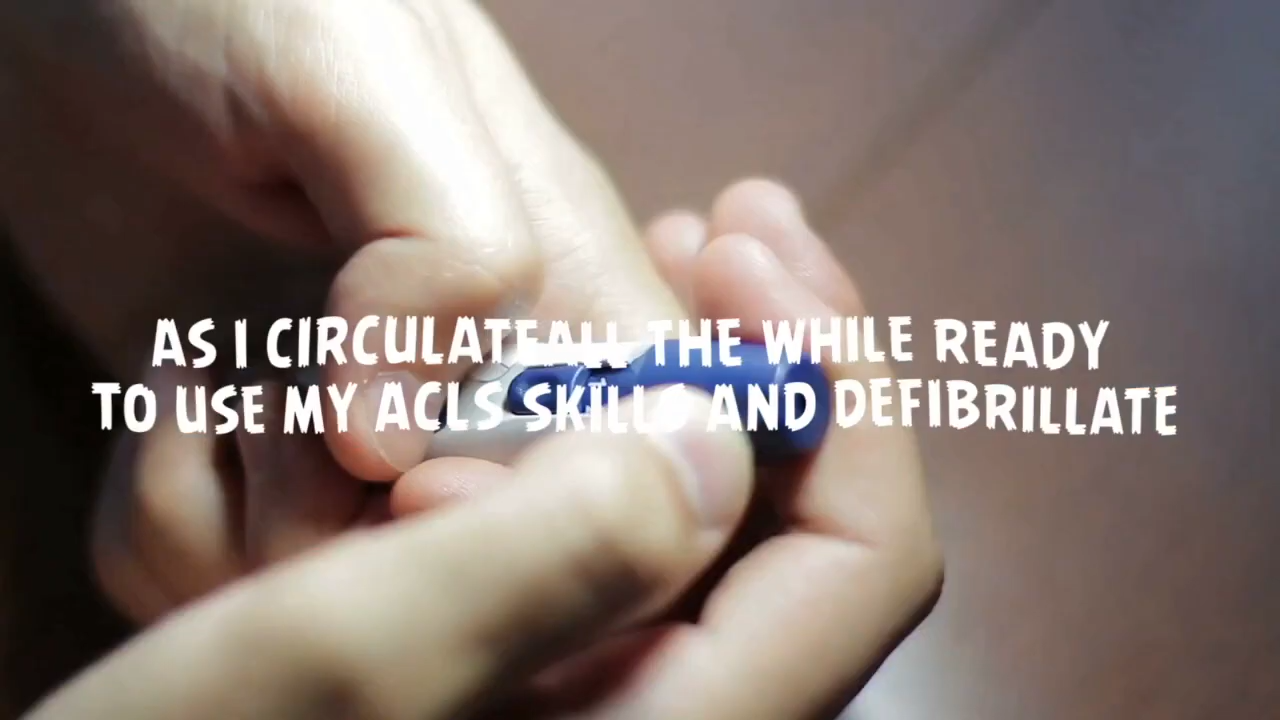 AS I CIRCULATEALL THE WHILE READY
TO USE MY ACLS SKILLS AND DEFIBRILLATE